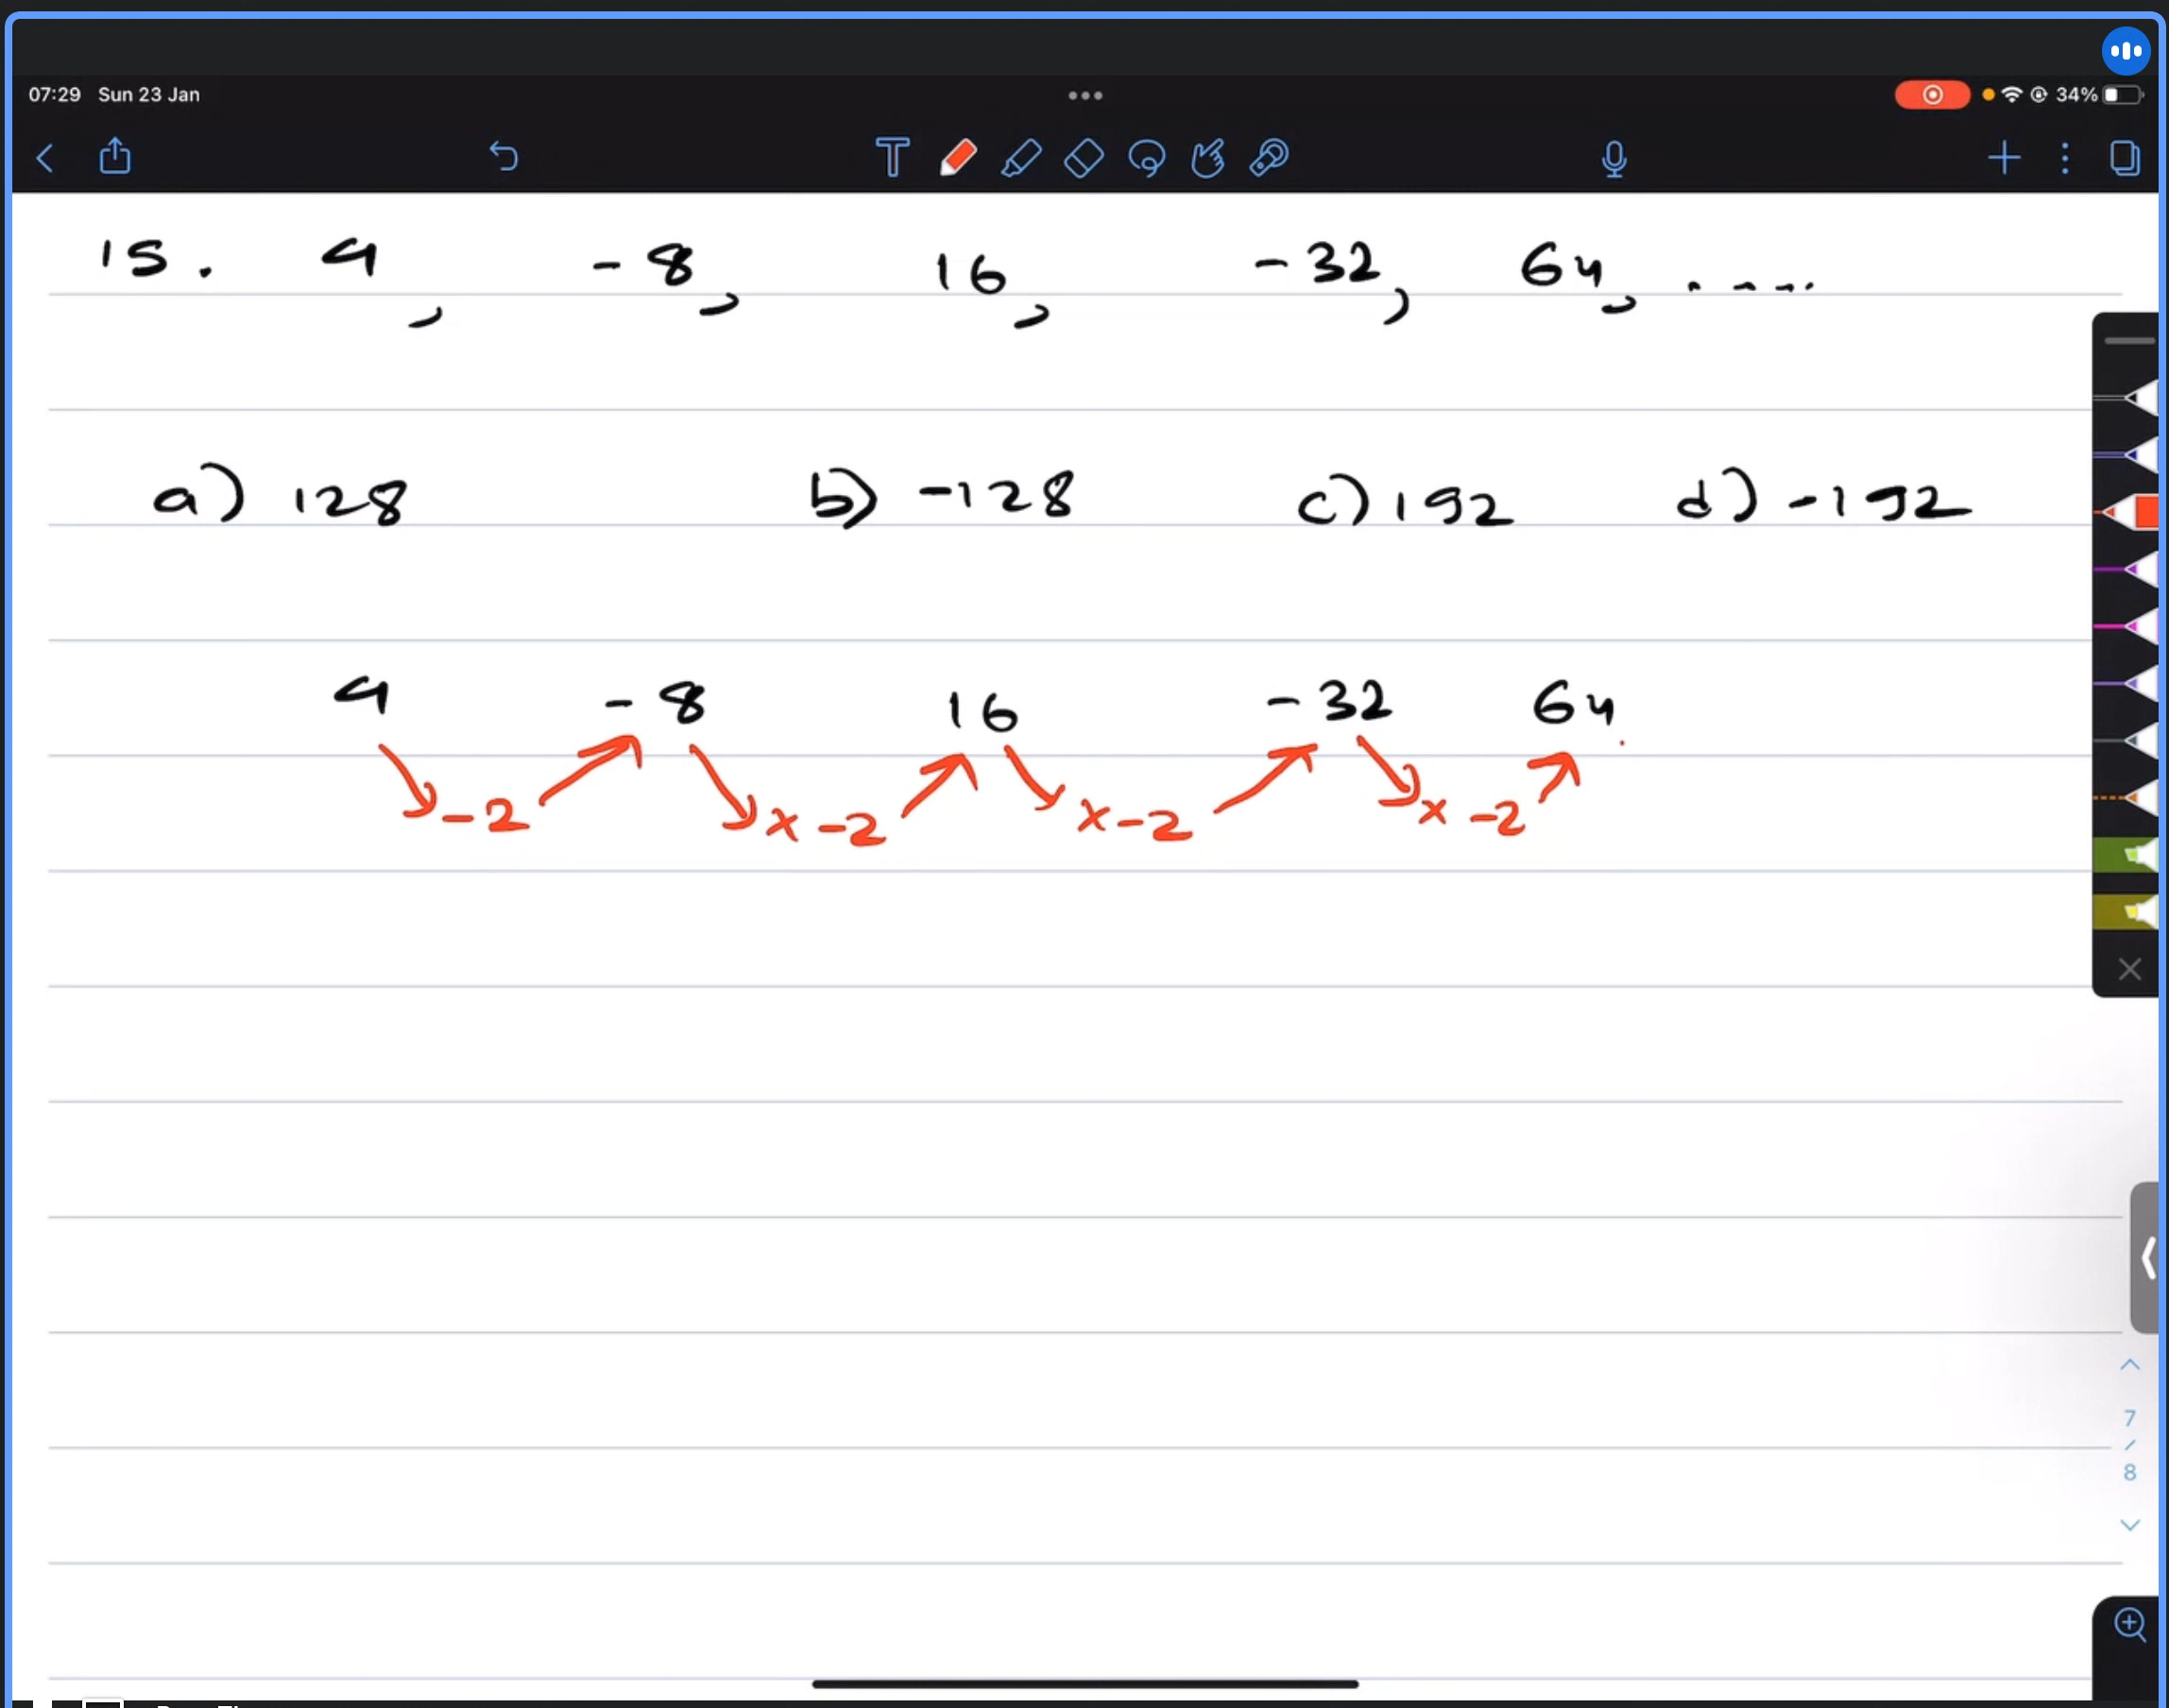 07:29 Sun 23 Jan
34%
15. 4, -8, 16, -32, 64, .....
a) 128 b) -128 c) 192 d) -192
4 -8 16 -32 64
-2 x -2 x -2 x -2
7
/
8